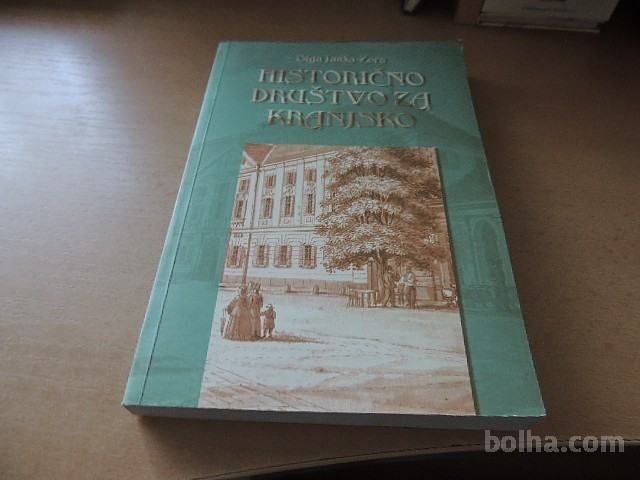 Olga Janša-Zorn
HISTORIČNO
DRUŠTVO ZA
KRANJSKO
bolha.com